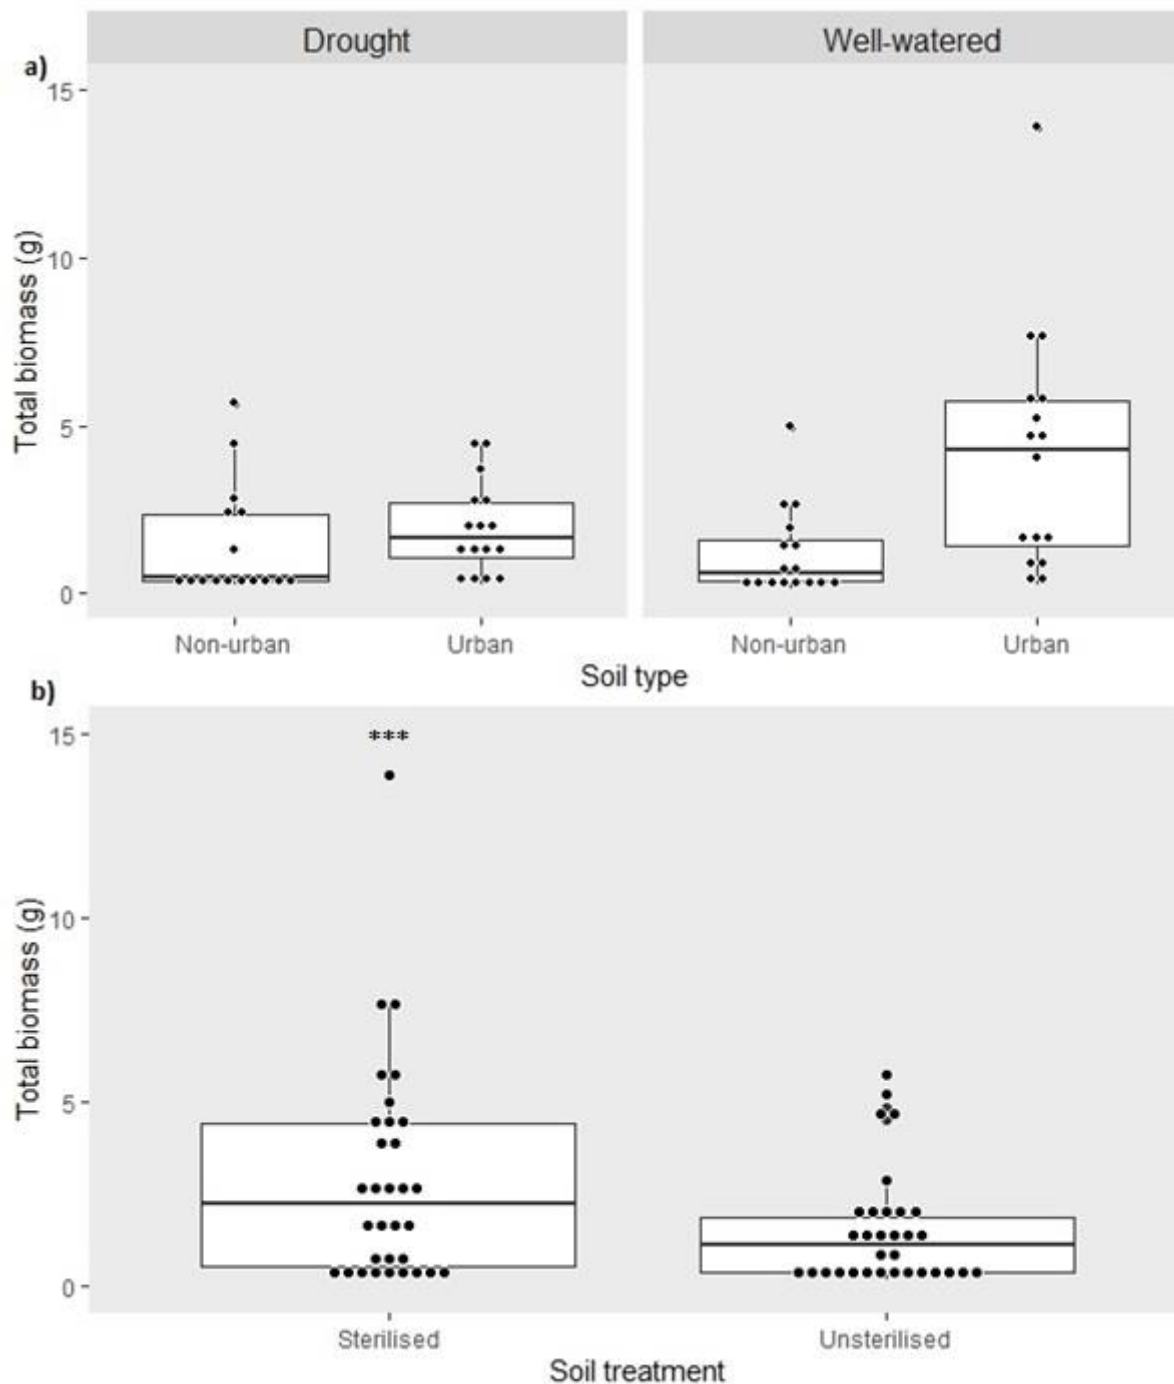 Drought Well-watered
a)
15
10
5
0
Total biomass (g)
Non-urban Urban Non-urban Urban
Soil type
b)
15
***
10
5
0
Total biomass (g)
Sterilised Unsterilised
Soil treatment